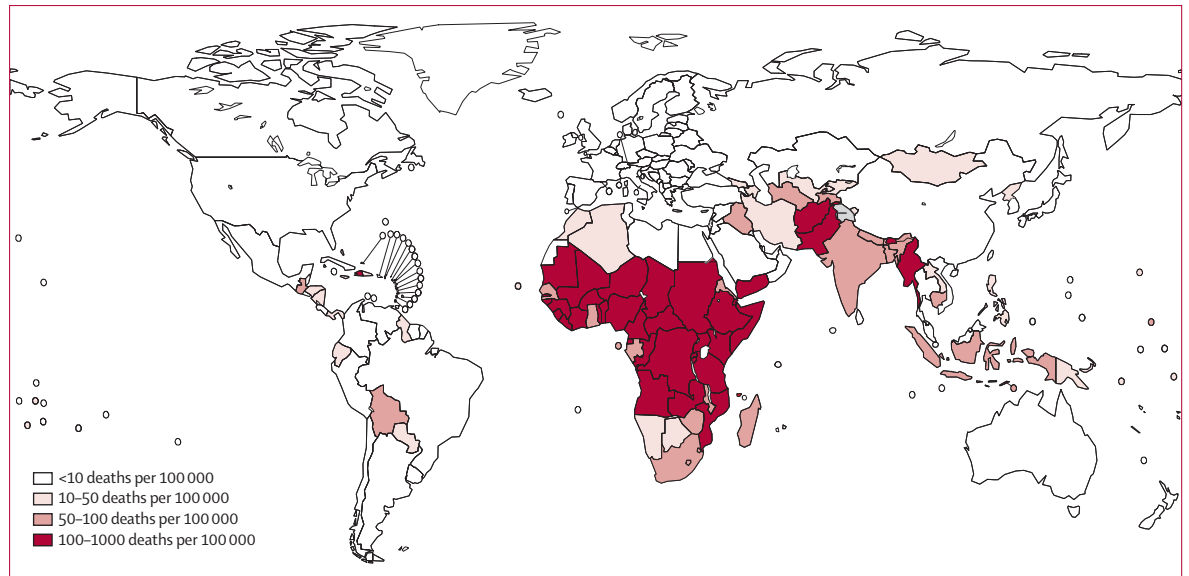 <10 deaths per 100 000
10–50 deaths per 100 000
50–100 deaths per 100 000
100–1000 deaths per 100 000